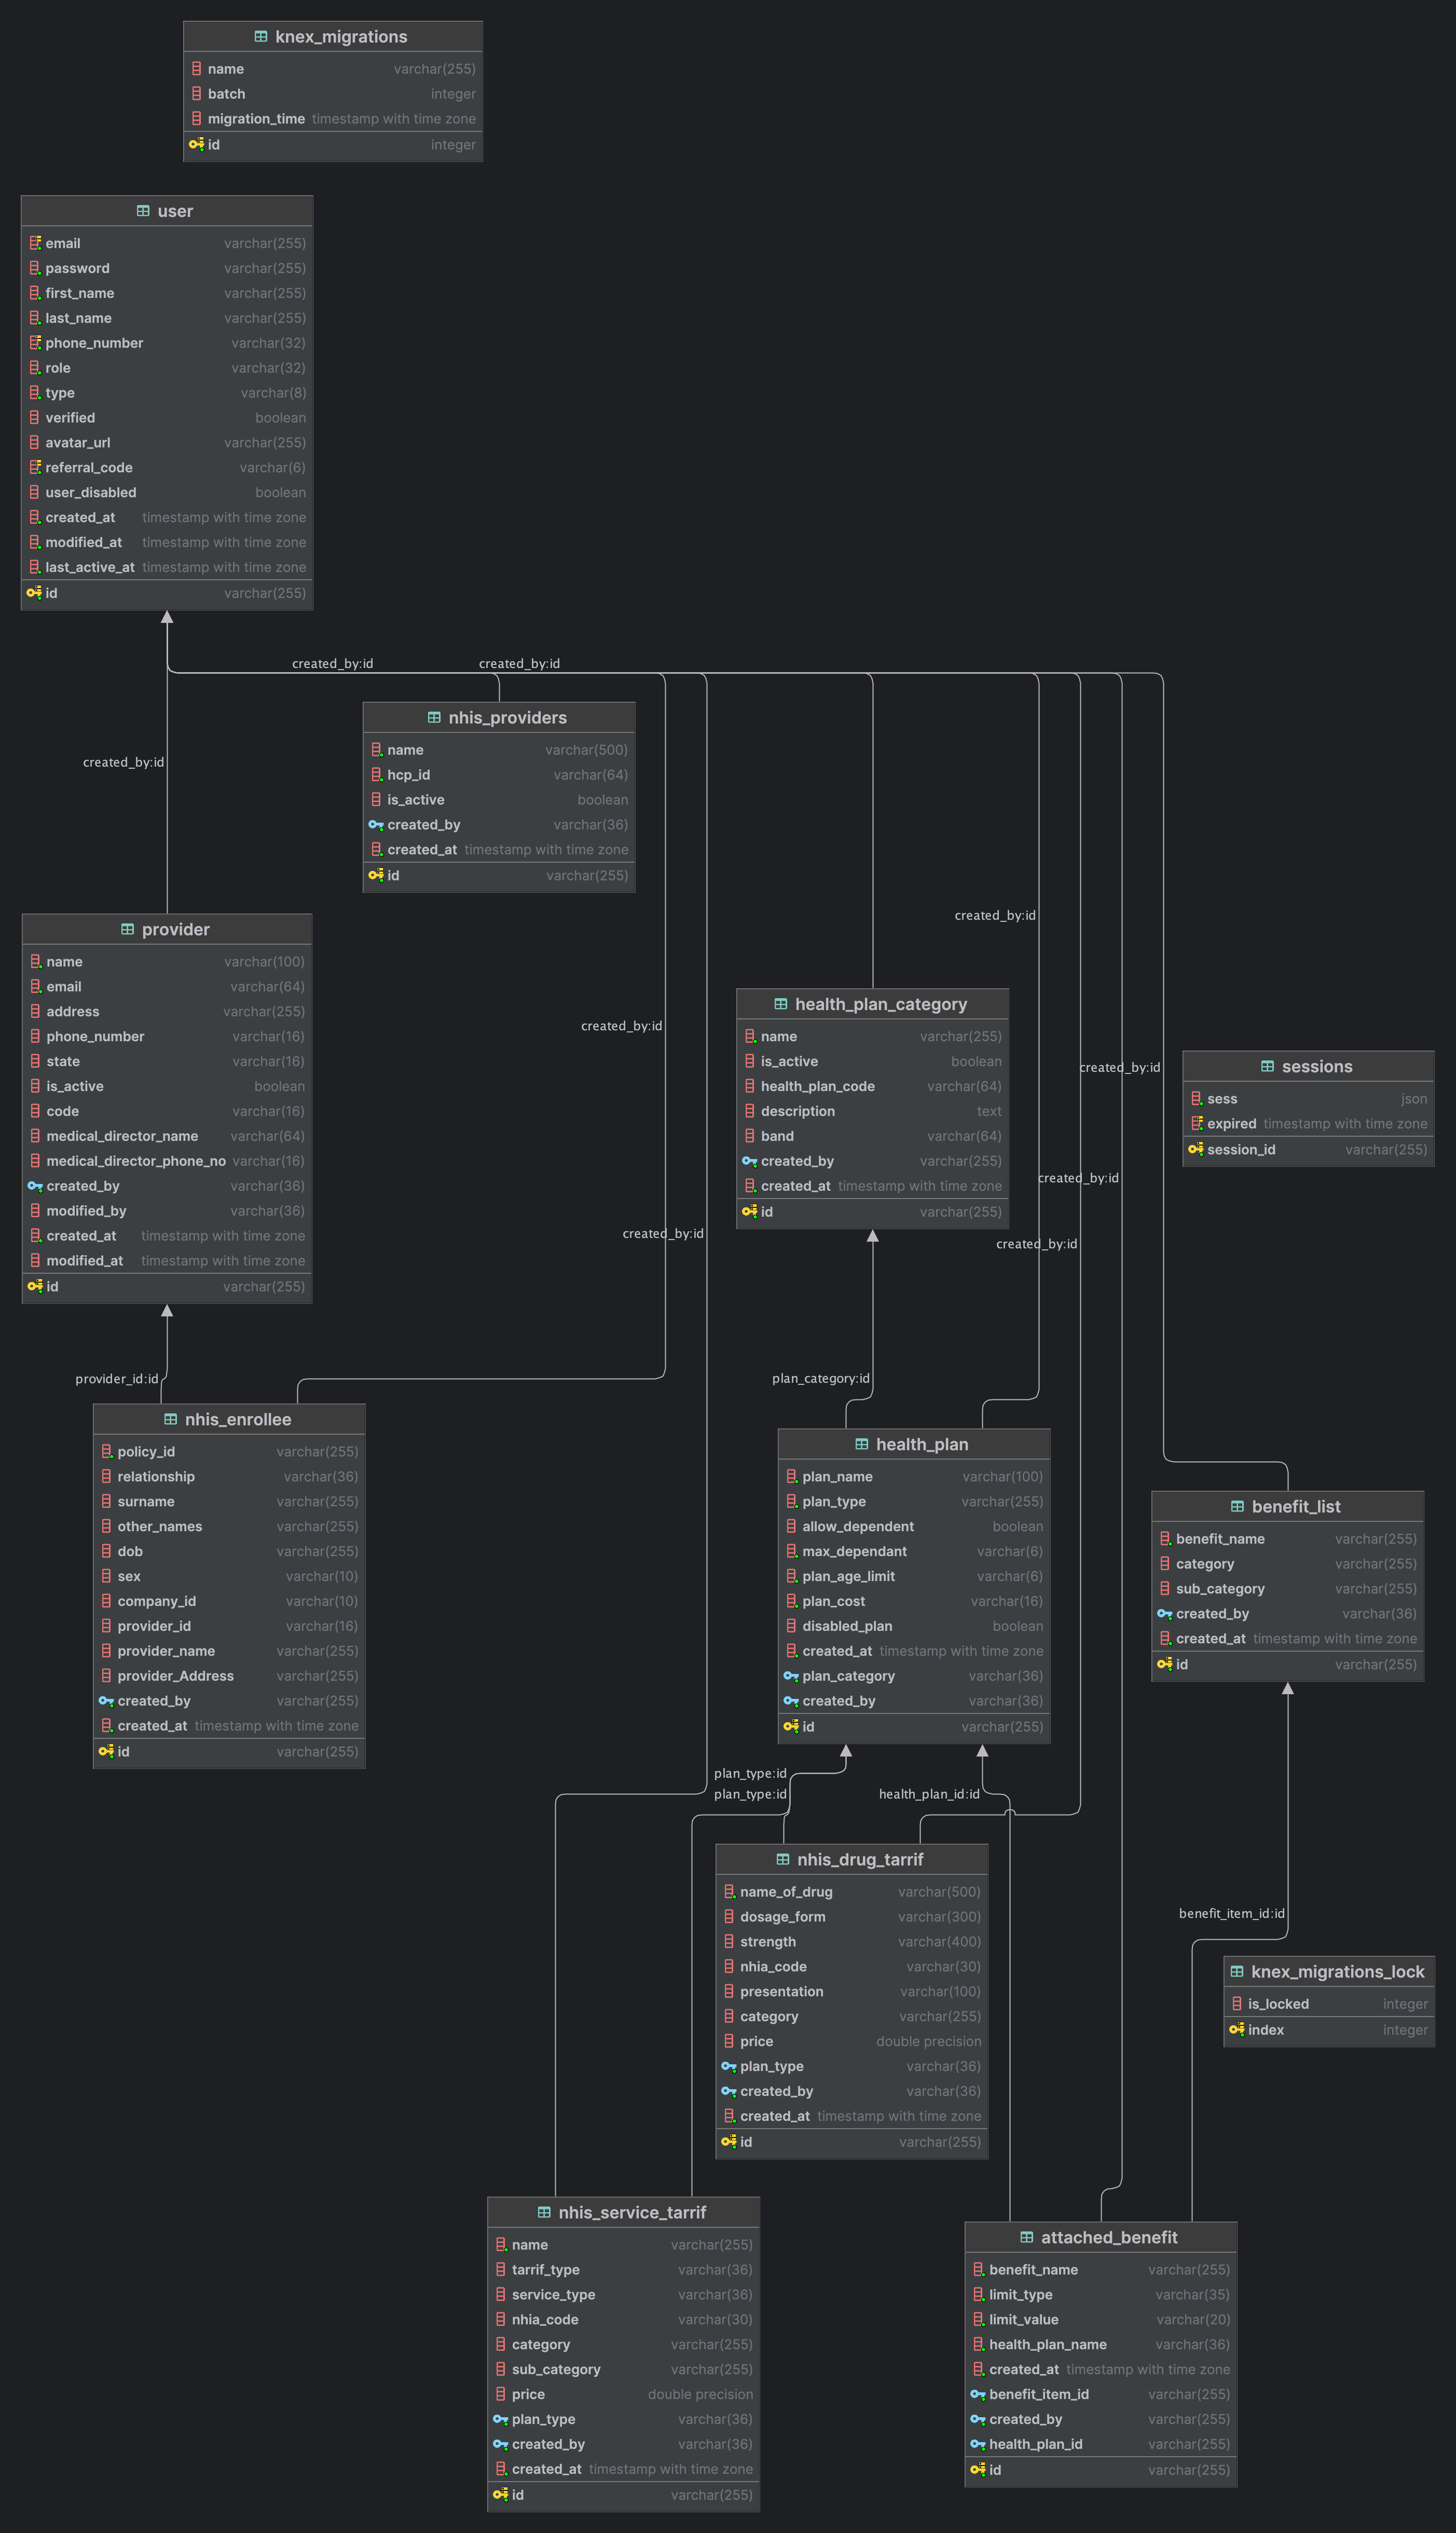 knex_migrations
name varchar(255)
batch integer
migration_time timestamp with time zone
id integer
user
email varchar(255)
password varchar(255)
first_name varchar(255)
last_name varchar(255)
phone_number varchar(32)
role varchar(32)
type varchar(8)
verified boolean
avatar_url varchar(255)
referral_code varchar(6)
user_disabled boolean
created_at timestamp with time zone
modified_at timestamp with time zone
last_active_at timestamp with time zone
id varchar(255)
created_by:id
created_by:id
nhis_providers
name varchar(500)
hcp_id varchar(64)
is_active boolean
created_by varchar(36)
created_at timestamp with time zone
id varchar(255)
created_by:id
provider
name varchar(100)
email varchar(64)
address varchar(255)
phone_number varchar(16)
state varchar(16)
is_active boolean
code varchar(16)
medical_director_name varchar(64)
medical_director_phone_no varchar(16)
created_by varchar(36)
modified_by varchar(36)
created_at timestamp with time zone
modified_at timestamp with time zone
id varchar(255)
created_by:id
created_by:id
created_by:id
health_plan_category
name varchar(255)
is_active boolean
health_plan_code varchar(64)
description text
band varchar(64)
created_by varchar(255)
created_at timestamp with time zone
id varchar(255)
created_by:id
created_by:id
created_by:id
sessions
sess json
expired timestamp with time zone
session_id varchar(255)
provider_id:id
nhis_enrollee
policy_id varchar(255)
relationship varchar(36)
surname varchar(255)
other_names varchar(255)
dob varchar(255)
sex varchar(10)
company_id varchar(10)
provider_id varchar(16)
provider_name varchar(255)
provider_Address varchar(255)
created_by varchar(255)
created_at timestamp with time zone
id varchar(255)
plan_category:id
health_plan
plan_name varchar(100)
plan_type varchar(255)
allow_dependent boolean
max_dependant varchar(6)
plan_age_limit varchar(6)
plan_cost varchar(16)
disabled_plan boolean
created_at timestamp with time zone
plan_category varchar(36)
created_by varchar(36)
id varchar(255)
benefit_list
benefit_name varchar(255)
category varchar(255)
sub_category varchar(255)
created_by varchar(36)
created_at timestamp with time zone
id varchar(255)
plan_type:id
plan_type:id
health_plan_id:id
nhis_drug_tarrif
name_of_drug varchar(500)
dosage_form varchar(300)
strength varchar(400)
nhia_code varchar(30)
presentation varchar(100)
category varchar(255)
price double precision
plan_type varchar(36)
created_by varchar(36)
created_at timestamp with time zone
id varchar(255)
benefit_item_id:id
knex_migrations_lock
is_locked integer
index integer
nhis_service_tarrif
name varchar(255)
tarrif_type varchar(36)
service_type varchar(36)
nhia_code varchar(30)
category varchar(255)
sub_category varchar(255)
price double precision
plan_type varchar(36)
created_by varchar(36)
created_at timestamp with time zone
id varchar(255)
attached_benefit
benefit_name varchar(255)
limit_type varchar(35)
limit_value varchar(20)
health_plan_name varchar(36)
created_at timestamp with time zone
benefit_item_id varchar(255)
created_by varchar(255)
health_plan_id varchar(255)
id varchar(255)